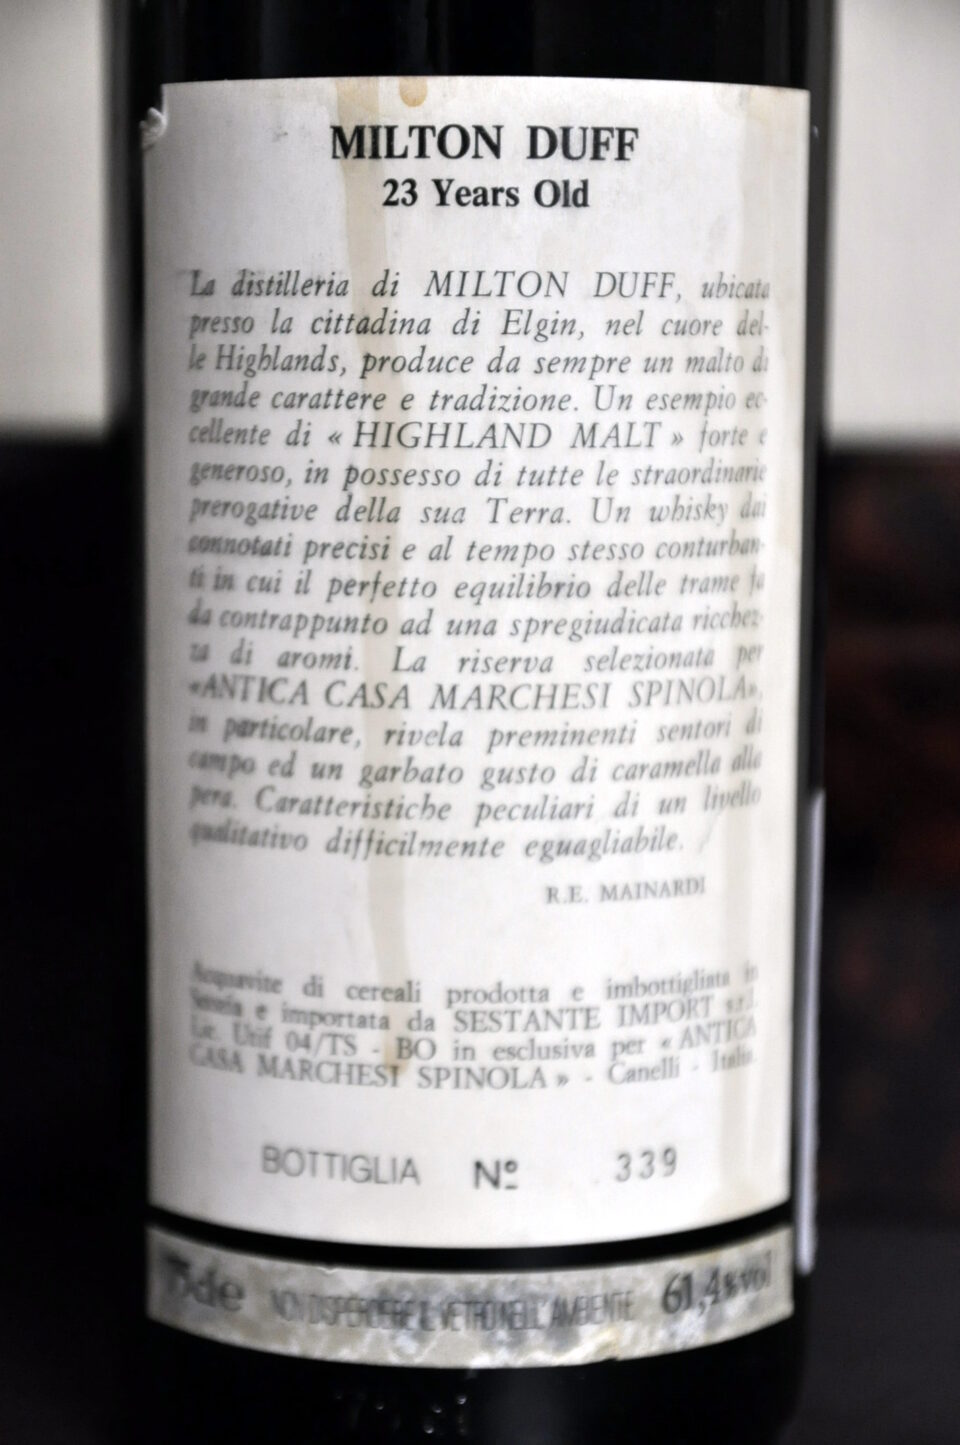 MILTON DUFF
23 Years Old
La distilleria di MILTON DUFF, ubicata
presso la cittadina di Elgin, nel cuore del-
le Highlands, produce da sempre un malto di
grande carattere e tradizione. Un esempio ec-
cellente di « HIGHLAND MALT » forte e
generoso, in possesso di tutte le straordinarie
prerogative della sua Terra. Un whisky dai
connotati precisi e al tempo stesso conturban-
ti in cui il perfetto equilibrio delle trame fa
da contrappunto ad una spregiudicata ricchez-
za di aromi. La riserva selezionata per
«ANTICA CASA MARCHESI SPINOLA»,
in particolare, rivela preminenti sentori di
campo ed un garbato gusto di caramella alla
pera. Caratteristiche peculiari di un livello
qualitativo difficilmente eguagliabile.
R.E. MAINARDI
Acquavite di cereali prodotta e imbottigliata in
Scozia e importata da SESTANTE IMPORT s.r.l.
Lic. Utif 04/TS - BO in esclusiva per « ANTICA
CASA MARCHESI SPINOLA » - Canelli - Italia
BOTTIGLIA Nº 339
75de NON DISPERDERE IL VETRO NELL'AMBIENTE 61,4%vol